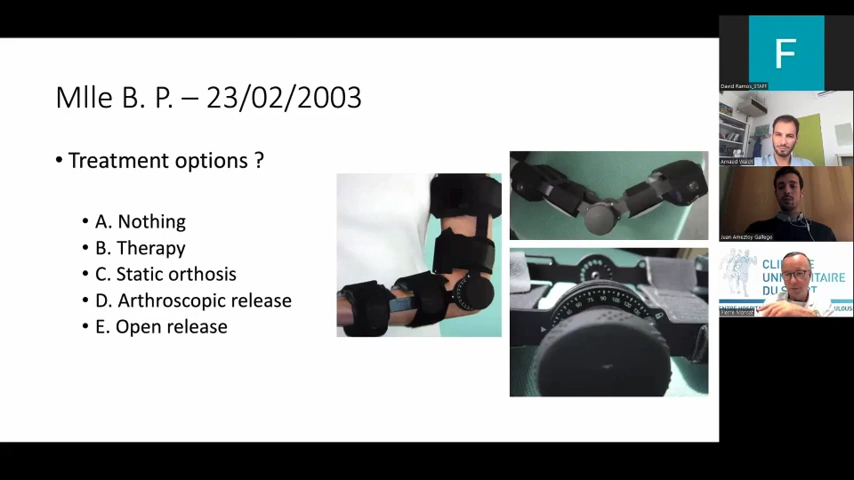 Mlle B. P. – 23/02/2003
• Treatment options ?
• A. Nothing
• B. Therapy
• C. Static orthosis
• D. Arthroscopic release
• E. Open release
F
David Ramos_STAFF
Arnaud Walch
Juan Ameztoy Gallego
CLINIQUE
UNIVERSITAIRE
DU SPORT